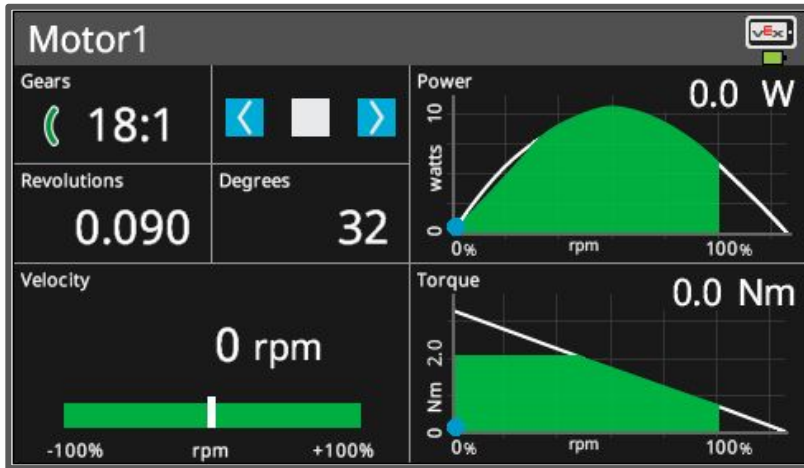 Motor1
vex
Gears
18:1
Revolutions
0.090
Degrees
32
Velocity
0 rpm
-100% rpm +100%
Power
0.0 W
10
watts
0
0% rpm 100%
Torque
0.0 Nm
2.0
Nm
0
0% rpm 100%